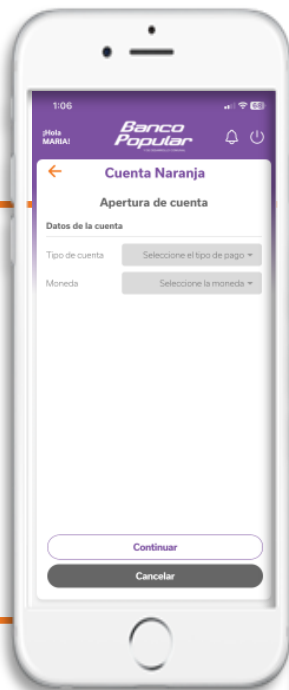 1:06
60
¡Hola
MARIA!
Banco
Popular
Cuenta Naranja
Apertura de cuenta
Datos de la cuenta
Tipo de cuenta Seleccione el tipo de pago
Moneda Seleccione la moneda
Continuar
Cancelar